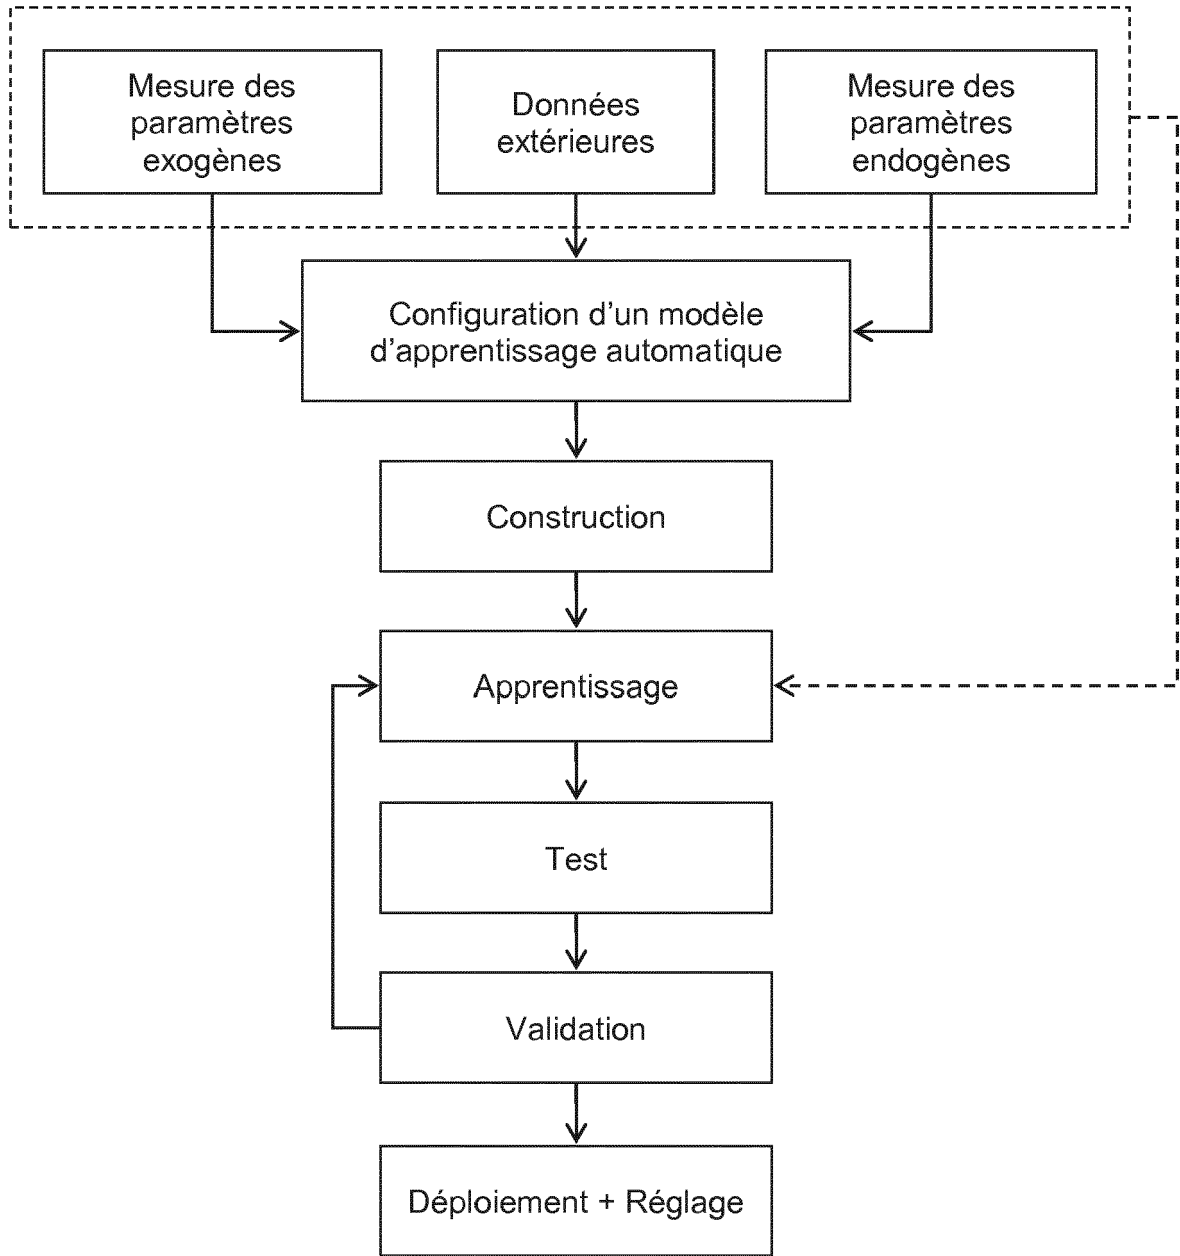 Mesure des
paramètres
exogènes
Données
extérieures
Mesure des
paramètres
endogènes
Configuration d'un modèle
d'apprentissage automatique
Construction
Apprentissage
Test
Validation
Déploiement + Réglage